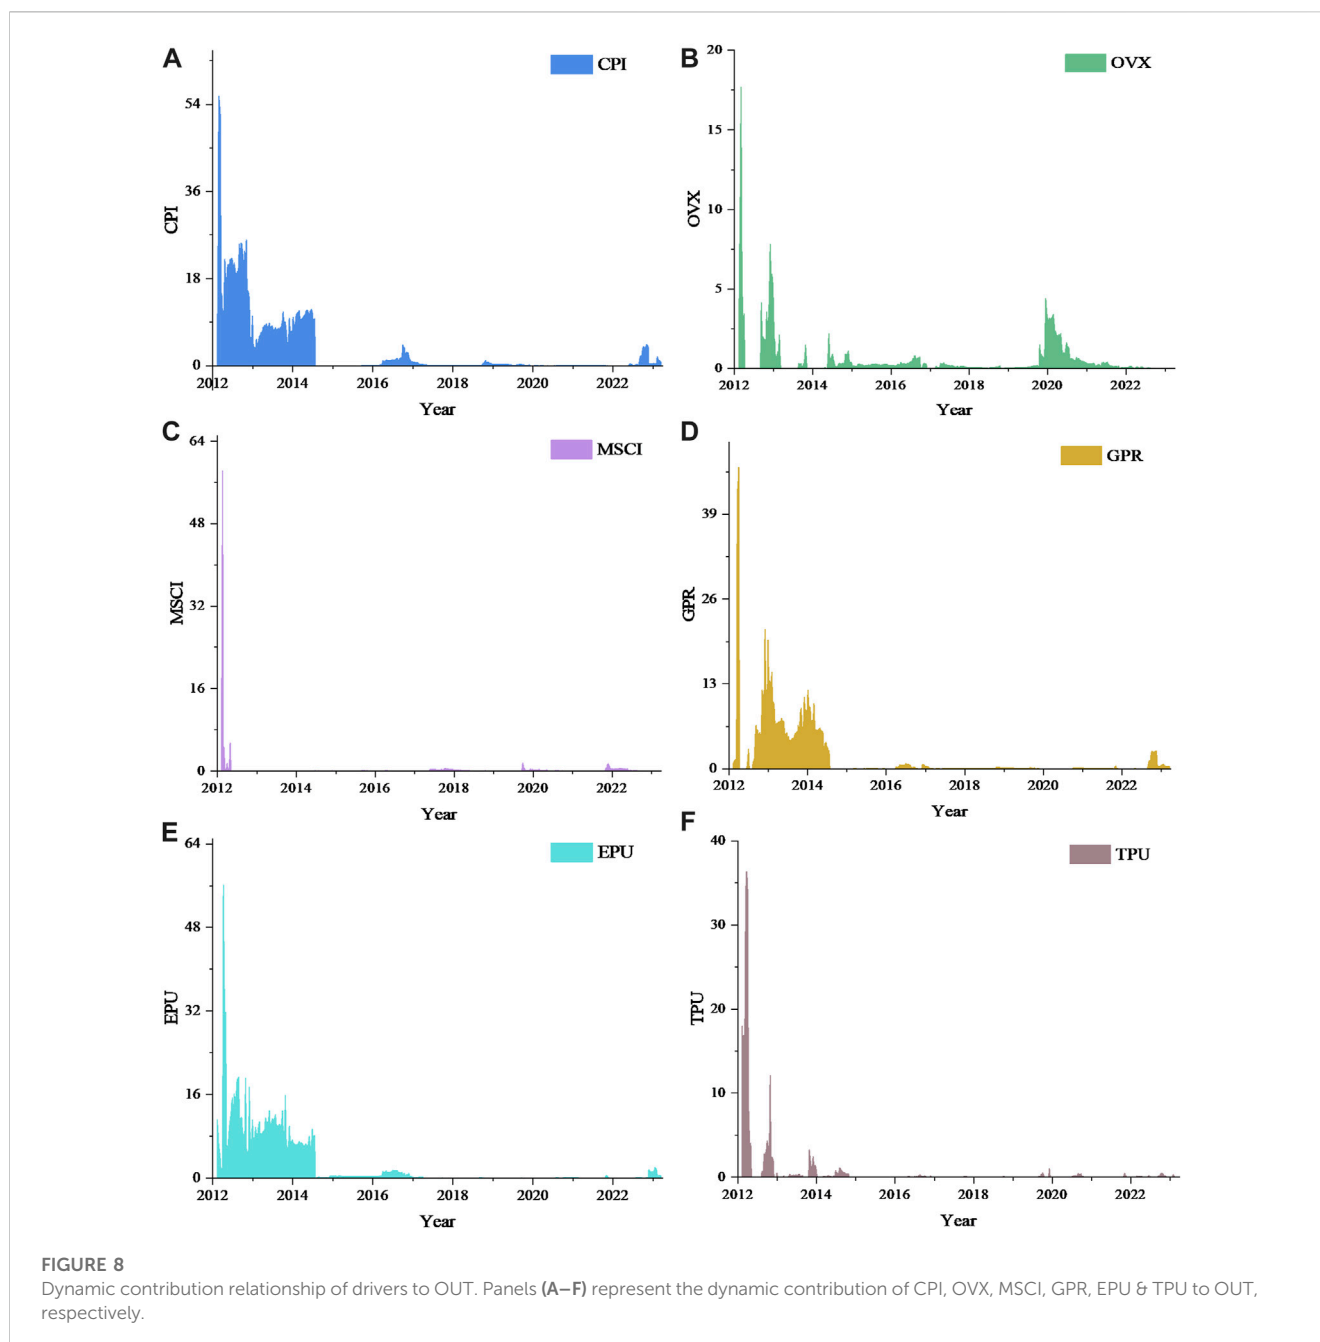 A
CPI
54
36
18
0
CPI
2012 2014 2016 2018 2020 2022
Year
B
OVX
20
15
10
5
0
OVX
2012 2014 2016 2018 2020 2022
Year
C
MSCI
64
48
32
16
0
MSCI
2012 2014 2016 2018 2020 2022
Year
D
GPR
39
26
13
0
GPR
2012 2014 2016 2018 2020 2022
Year
E
EPU
64
48
32
16
0
EPU
2012 2014 2016 2018 2020 2022
Year
F
TPU
40
30
20
10
0
TPU
2012 2014 2016 2018 2020 2022
Year
FIGURE 8
Dynamic contribution relationship of drivers to OUT. Panels (A–F) represent the dynamic contribution of CPI, OVX, MSCI, GPR, EPU & TPU to OUT,
respectively.